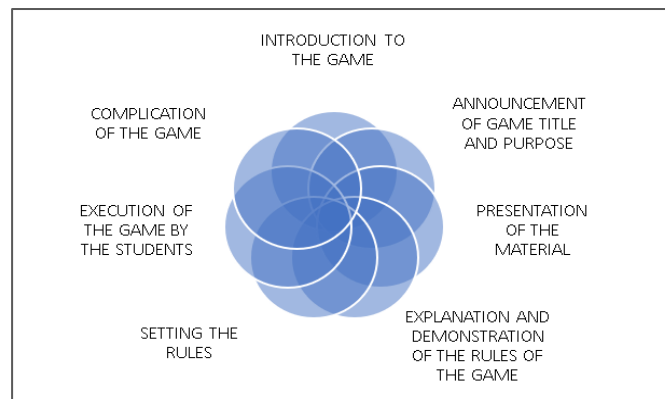 INTRODUCTION TO
THE GAME
ANNOUNCEMENT
OF GAME TITLE
AND PURPOSE
PRESENTATION
OF THE
MATERIAL
EXPLANATION AND
DEMONSTRATION
OF THE RULES OF
THE GAME
SETTING THE
RULES
EXECUTION OF
THE GAME BY
THE STUDENTS
COMPLICATION
OF THE GAME